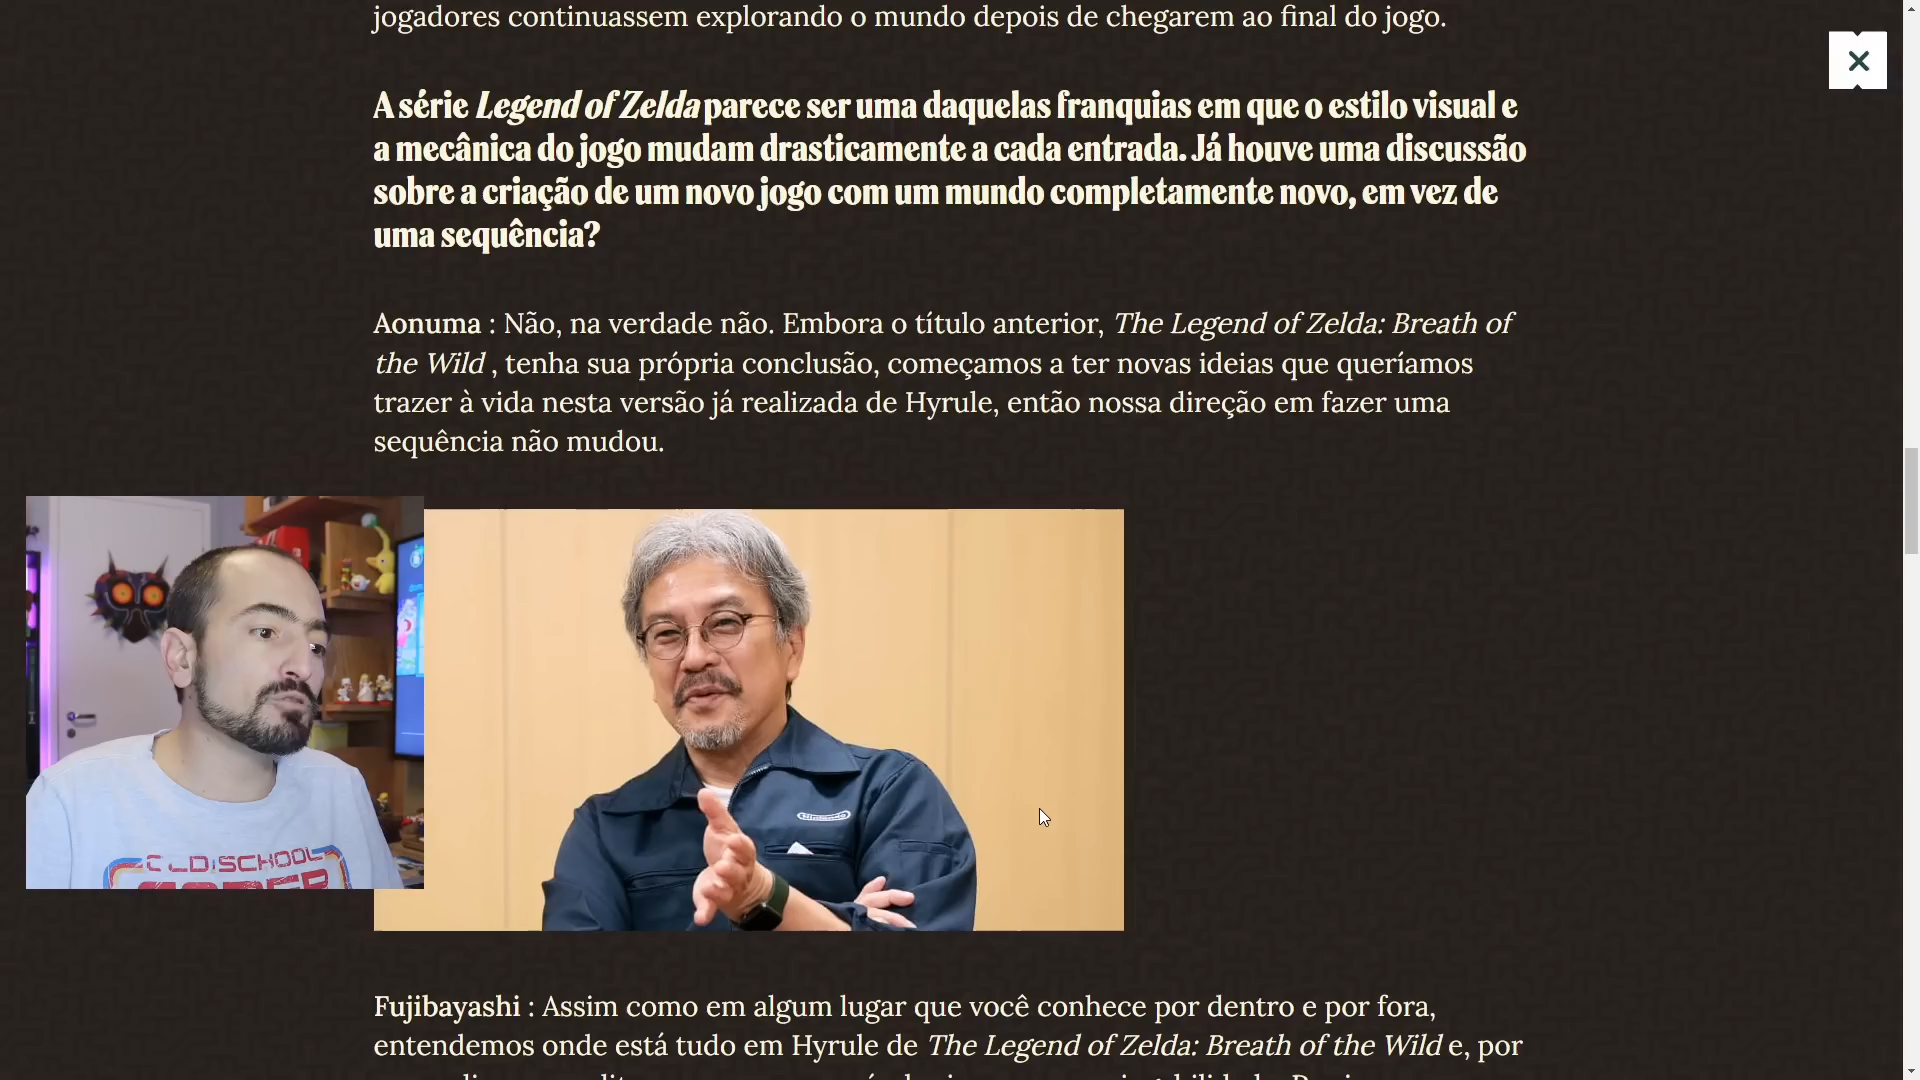 jogadores continuassem explorando o mundo depois de chegarem ao final do jogo.
A série Legend of Zelda parece ser uma daquelas franquias em que o estilo visual e
a mecânica do jogo mudam drasticamente a cada entrada. Já houve uma discussão
sobre a criação de um novo jogo com um mundo completamente novo, em vez de
uma sequência?
Aonuma : Não, na verdade não. Embora o título anterior, The Legend of Zelda: Breath of
the Wild , tenha sua própria conclusão, começamos a ter novas ideias que queríamos
trazer à vida nesta versão já realizada de Hyrule, então nossa direção em fazer uma
sequência não mudou.
Nintendo
OLD SCHOOL
Fujibayashi : Assim como em algum lugar que você conhece por dentro e por fora,
entendemos onde está tudo em Hyrule de The Legend of Zelda: Breath of the Wild e, por